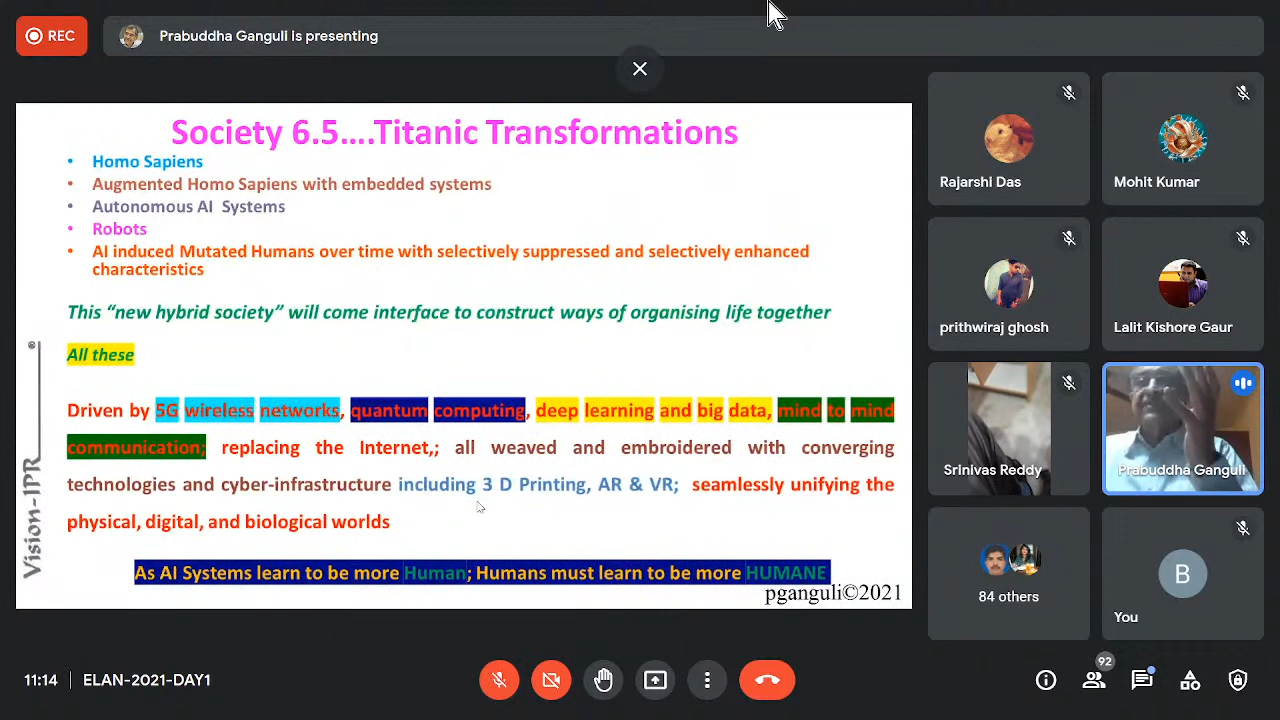 REC
Prabuddha Ganguli is presenting
Society 6.5....Titanic Transformations
• Homo Sapiens
• Augmented Homo Sapiens with embedded systems
• Autonomous AI Systems
• Robots
• AI induced Mutated Humans over time with selectively suppressed and selectively enhanced
characteristics
This “new hybrid society” will come interface to construct ways of organising life together
All these
Driven by 5G wireless networks, quantum computing, deep learning and big data, mind to mind
communication; replacing the Internet,; all weaved and embroidered with converging
technologies and cyber-infrastructure including 3 D Printing, AR & VR; seamlessly unifying the
physical, digital, and biological worlds
As AI Systems learn to be more Human; Humans must learn to be more HUMANE
pganguli©2021
Vision-IPR ®
Rajarshi Das
Mohit Kumar
prithwiraj ghosh
Lalit Kishore Gaur
Srinivas Reddy
Prabuddha Ganguli
84 others
B
You
11:14 | ELAN-2021-DAY1
92